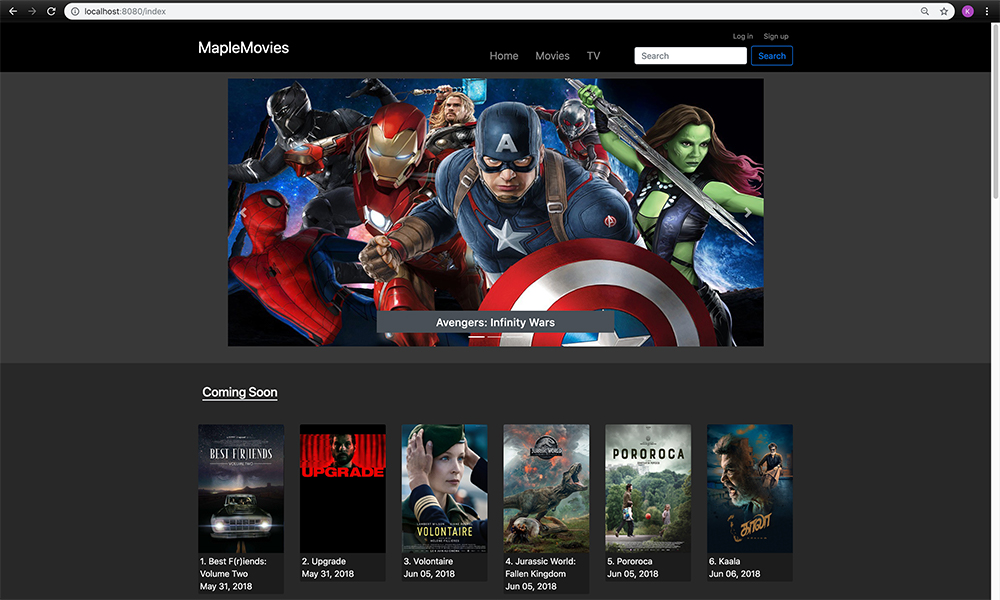 localhost:8080/index
K
Log in Sign up
MapleMovies
Home Movies TV
Search
Search
A
Avengers: Infinity Wars
Coming Soon
BEST F(R)IENDS
VOLUME TWO
UPGRADE
LAMBERT WILSON
VOLONTAIRE
JURASSIC WORLD
POROROCA
காலா
1. Best F(r)iends:
Volume Two
May 31, 2018
2. Upgrade
May 31, 2018
3. Volontaire
Jun 05, 2018
4. Jurassic World:
Fallen Kingdom
Jun 05, 2018
5. Pororoca
Jun 05, 2018
6. Kaala
Jun 06, 2018